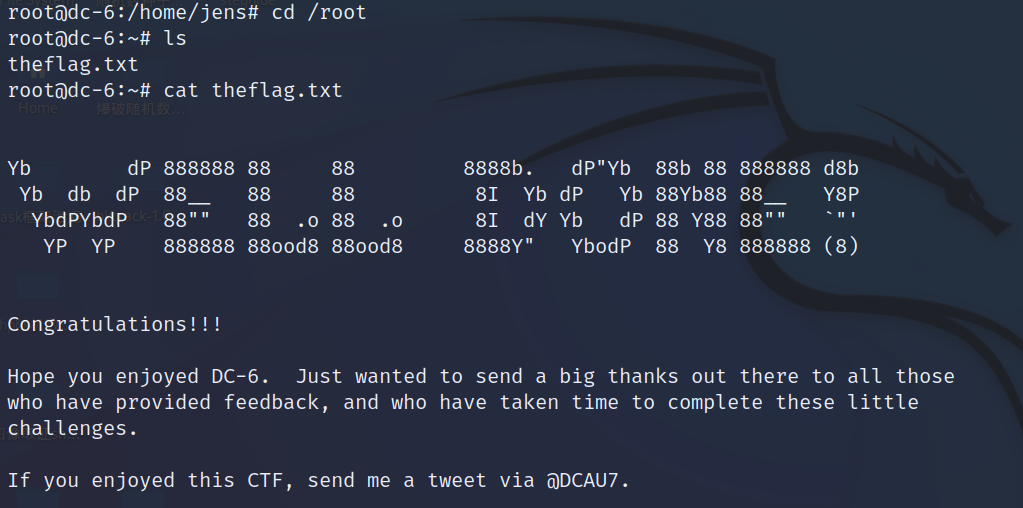 root@dc-6:/home/jens# cd /root
root@dc-6:~# ls
theflag.txt
root@dc-6:~# cat theflag.txt
Yb        dP 888888 88     88         8888b.   dP"Yb  88b 88 888888 d8b
 Yb  db  dP  88__   88     88          8I  Yb dP   Yb 88Yb88 88__   Y8P
  YbdPYbdP   88""   88  .o 88  .o      8I  dY Yb   dP 88 Y88 88""   `"'
   YP  YP    888888 88ood8 88ood8     8888Y"   YbodP  88  Y8 888888 (8)
Congratulations!!!
Hope you enjoyed DC-6.  Just wanted to send a big thanks out there to all those
who have provided feedback, and who have taken time to complete these little
challenges.
If you enjoyed this CTF, send me a tweet via @DCAU7.
Home
爆破随机数...